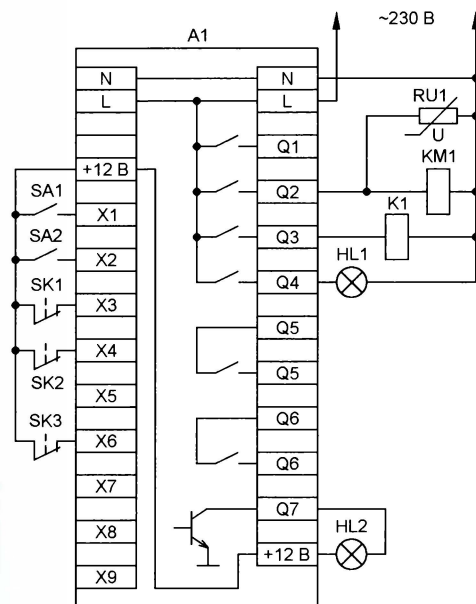 ~230 В
A1
N
N
L
L
RU1
U
Q1
KM1
+12 В
SA1
Q2
X1
K1
SA2
Q3
X2
HL1
SK1
Q4
X3
Q5
X4
SK2
Q5
X5
SK3
Q6
X6
Q6
X7
Q7
X8
HL2
+12 В
X9